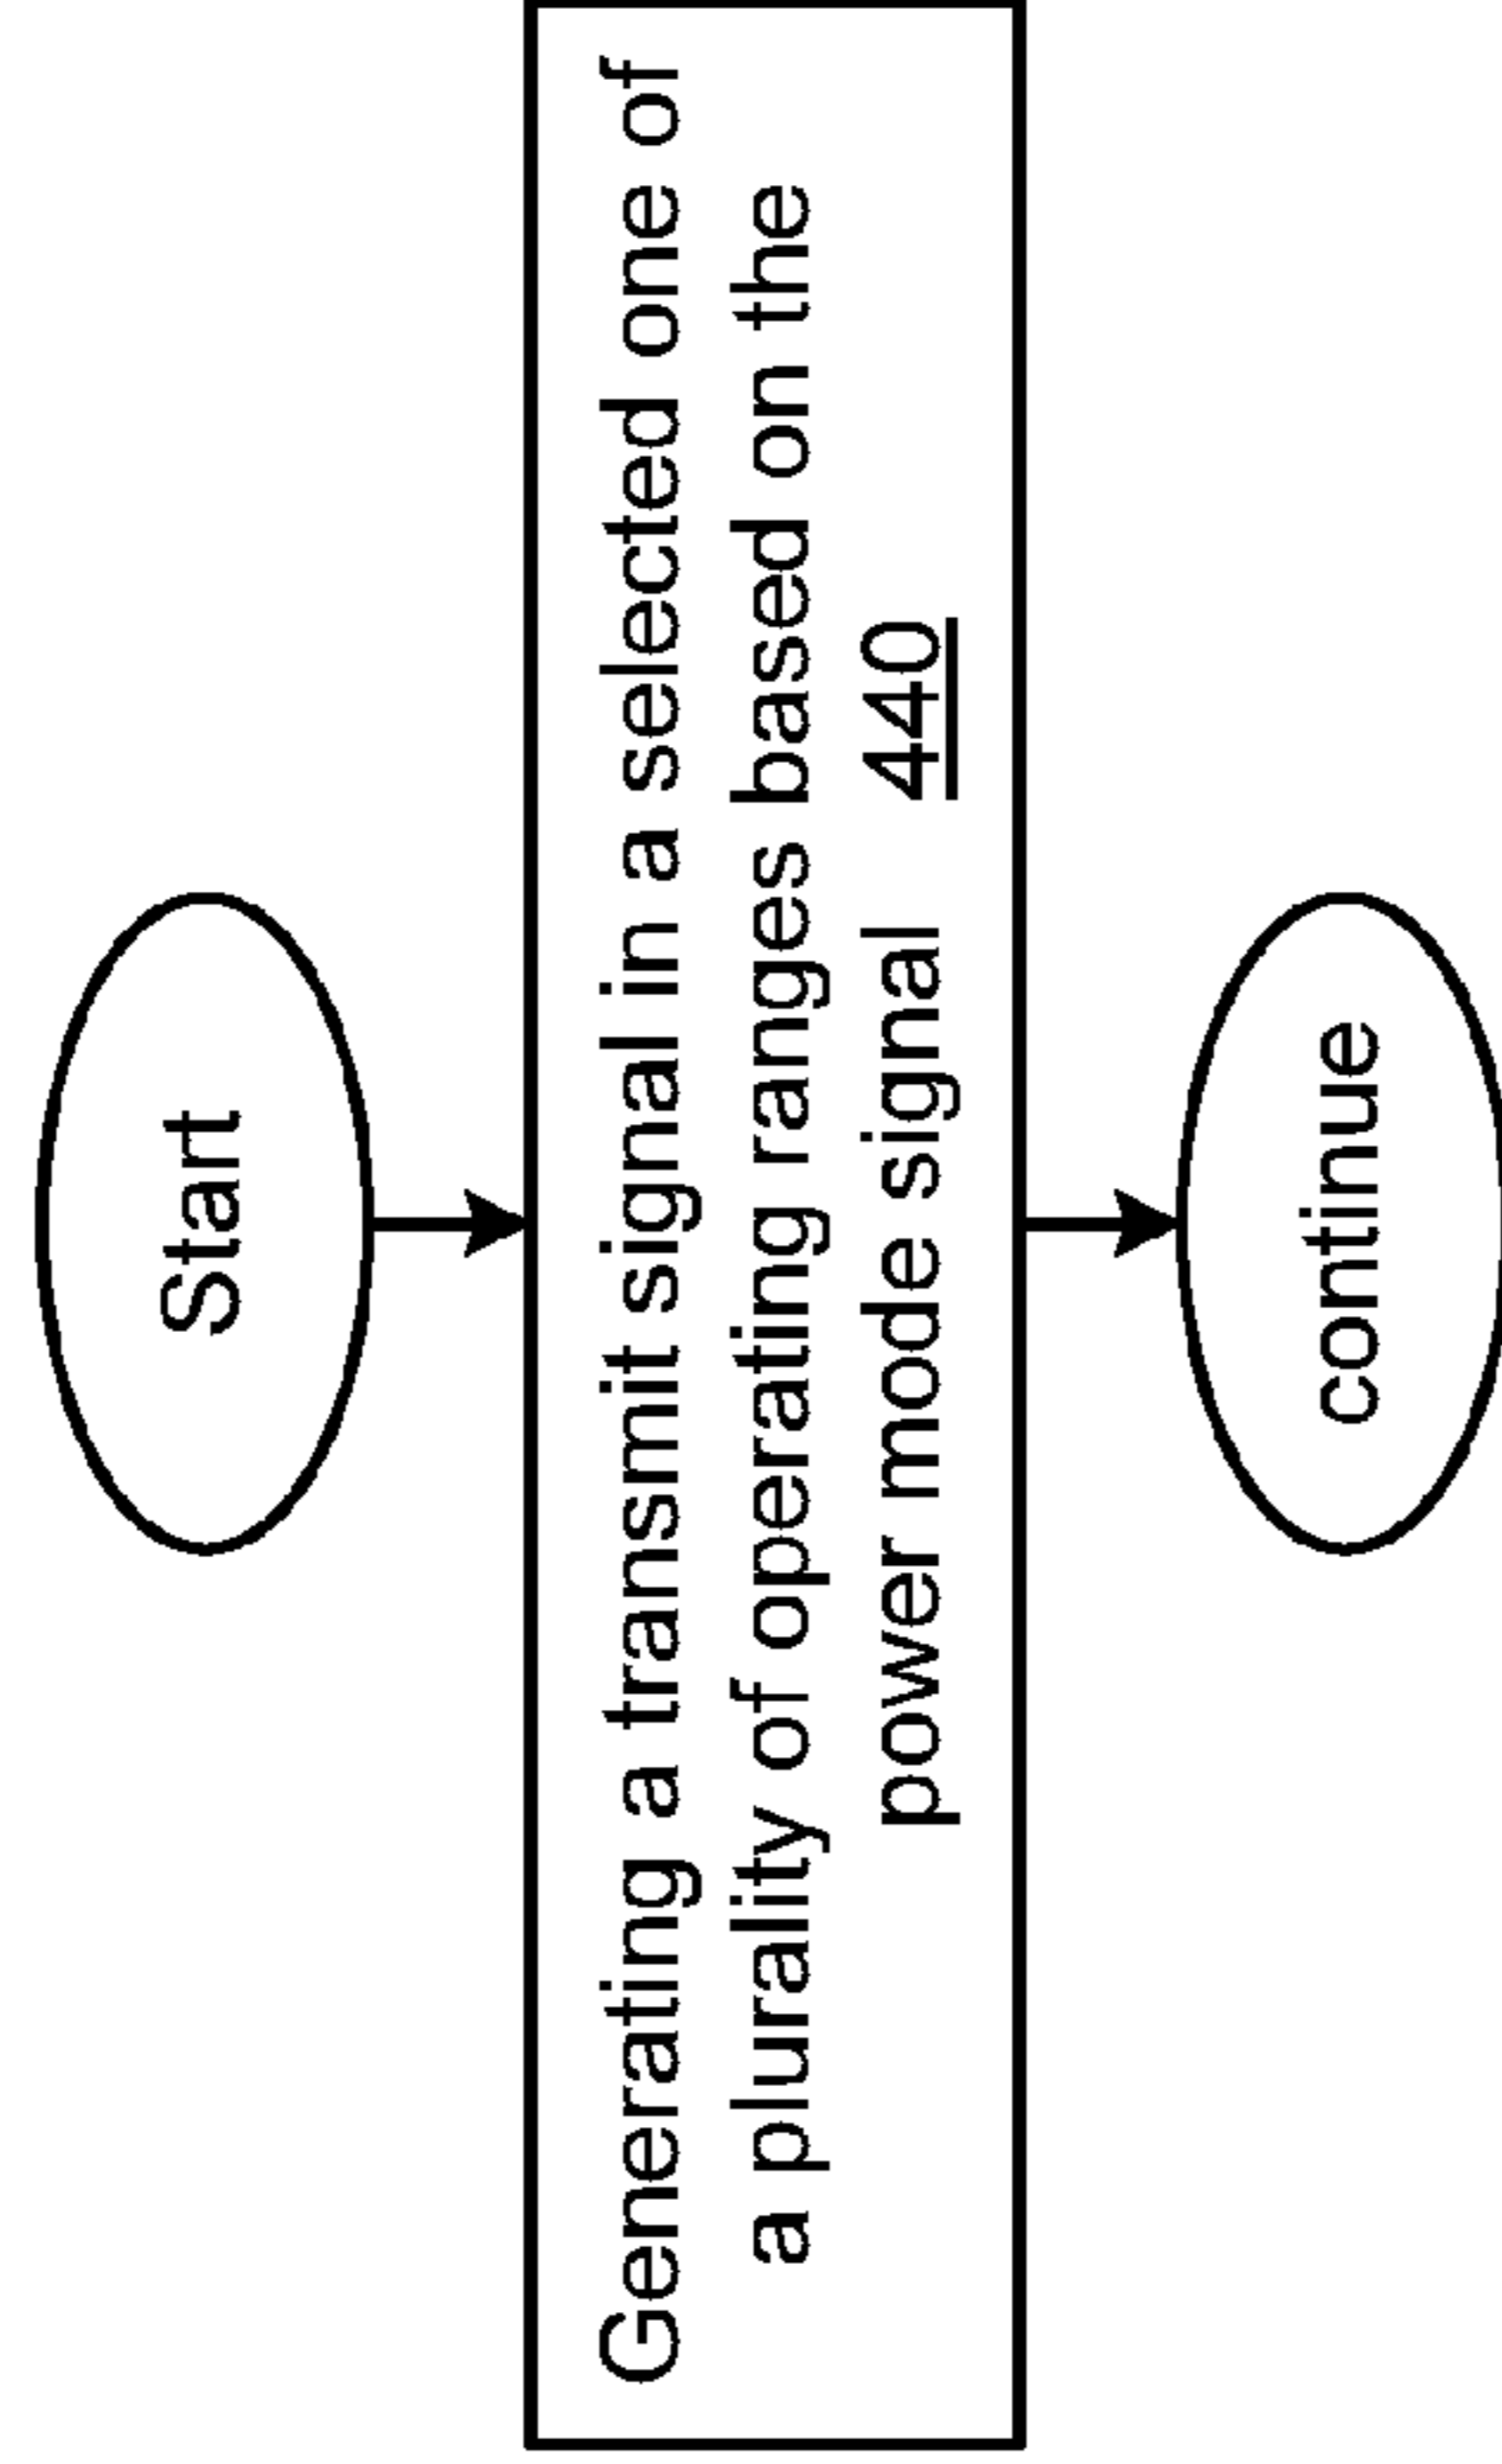 Start
Generating a transmit signal in a selected one of
a plurality of operating ranges based on the
power mode signal 440
continue